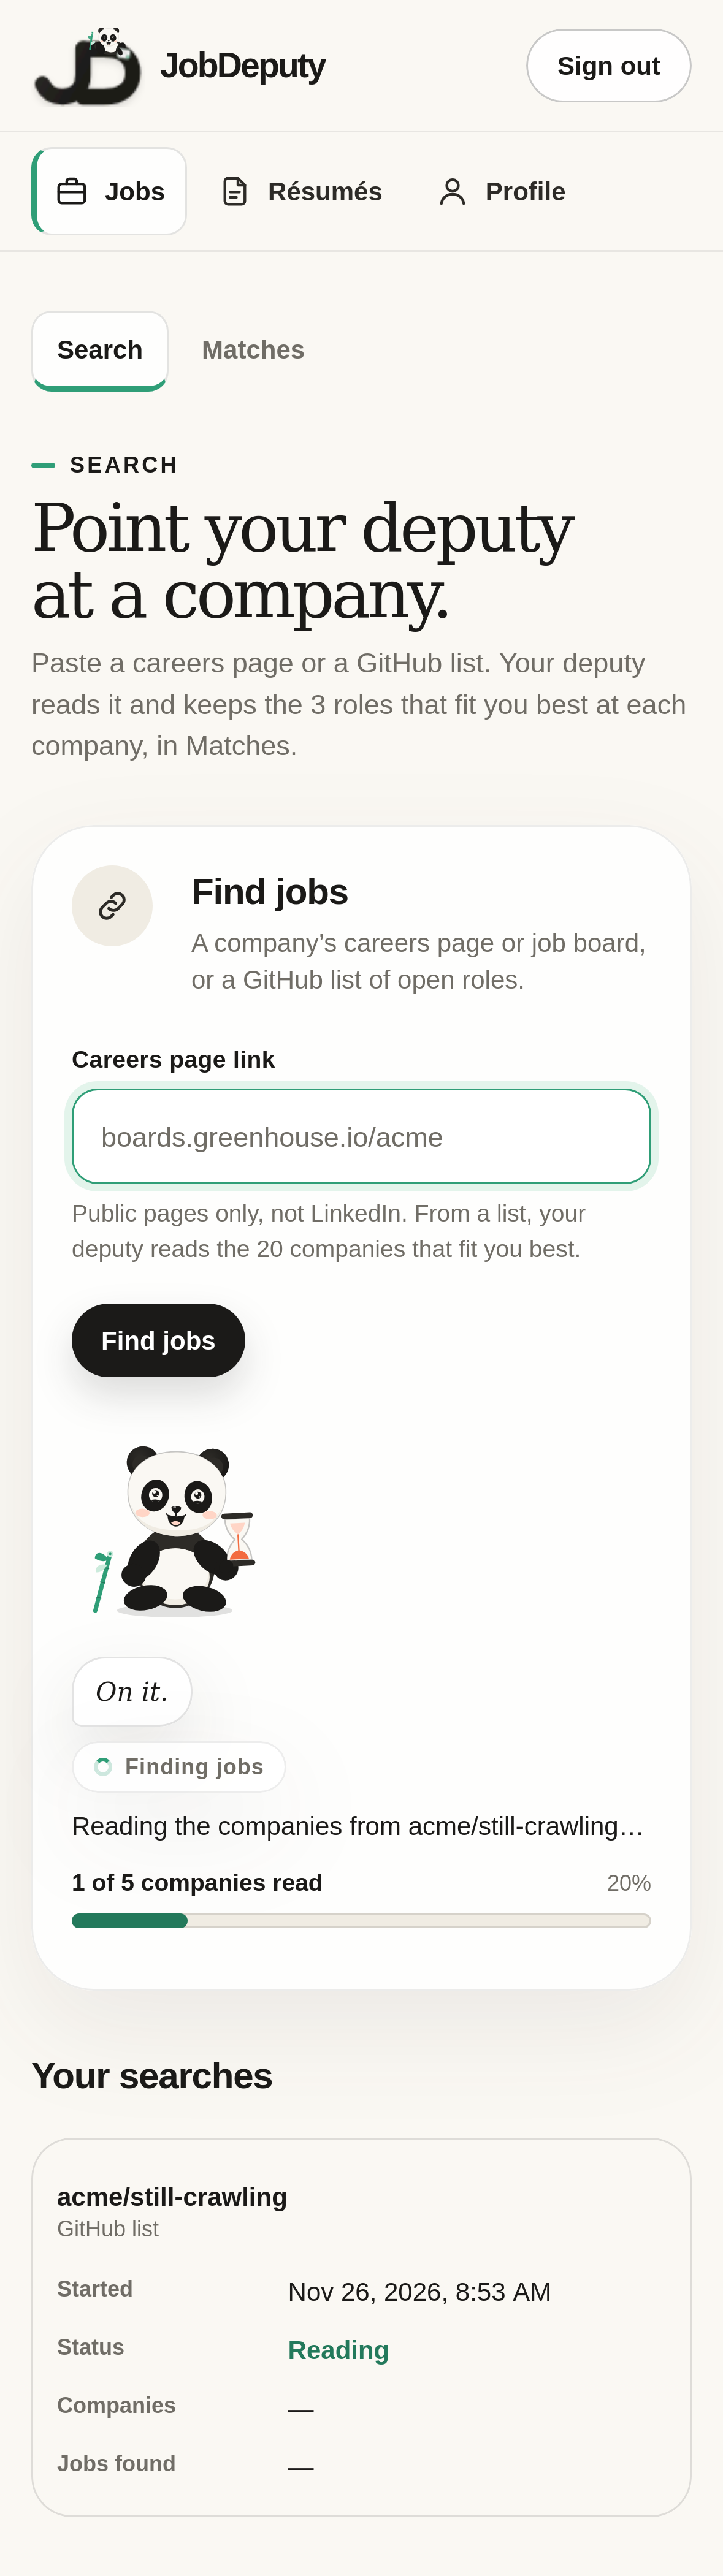 JD
JobDeputy
Sign out
Jobs
Résumés
Profile
Search
Matches
SEARCH
Point your deputy
at a company.
Paste a careers page or a GitHub list. Your deputy
reads it and keeps the 3 roles that fit you best at each
company, in Matches.
Find jobs
A company’s careers page or job board,
or a GitHub list of open roles.
Careers page link
boards.greenhouse.io/acme
Public pages only, not LinkedIn. From a list, your
deputy reads the 20 companies that fit you best.
Find jobs
On it.
Finding jobs
Reading the companies from acme/still-crawling…
1 of 5 companies read 20%
Your searches
acme/still-crawling
GitHub list
Started Nov 26, 2026, 8:53 AM
Status Reading
Companies —
Jobs found —